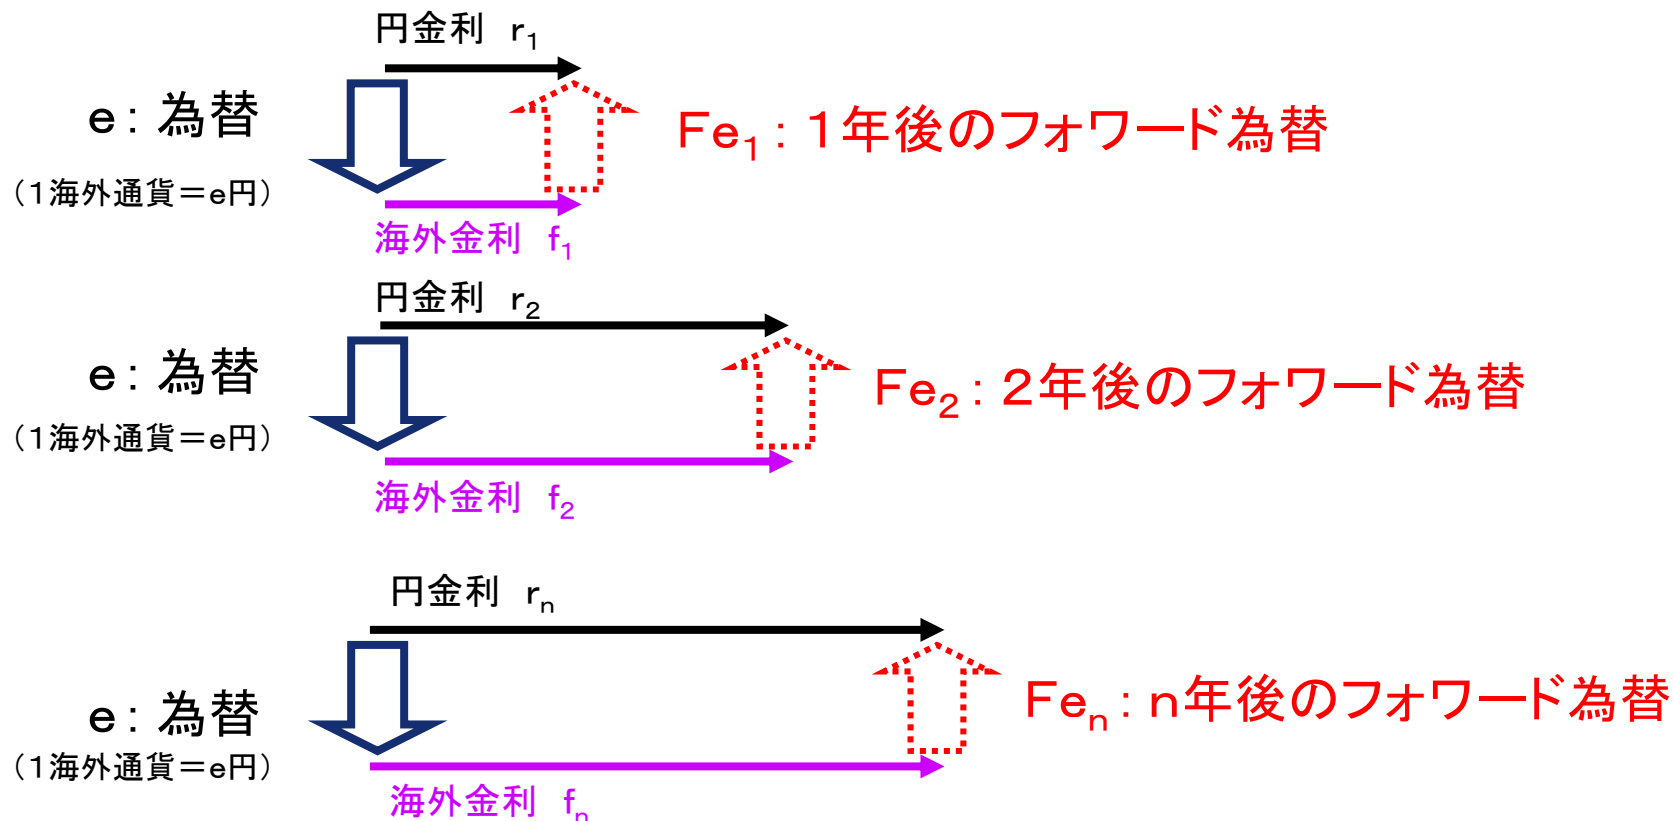 円金利 r₁
e：為替
Fe₁：１年後のフォワード為替
（１海外通貨＝e円）
海外金利 f₁
円金利 r₂
e：為替
Fe₂：２年後のフォワード為替
（１海外通貨＝e円）
海外金利 f₂
円金利 rₙ
e：為替
Feₙ：n年後のフォワード為替
（１海外通貨＝e円）
海外金利 fₙ